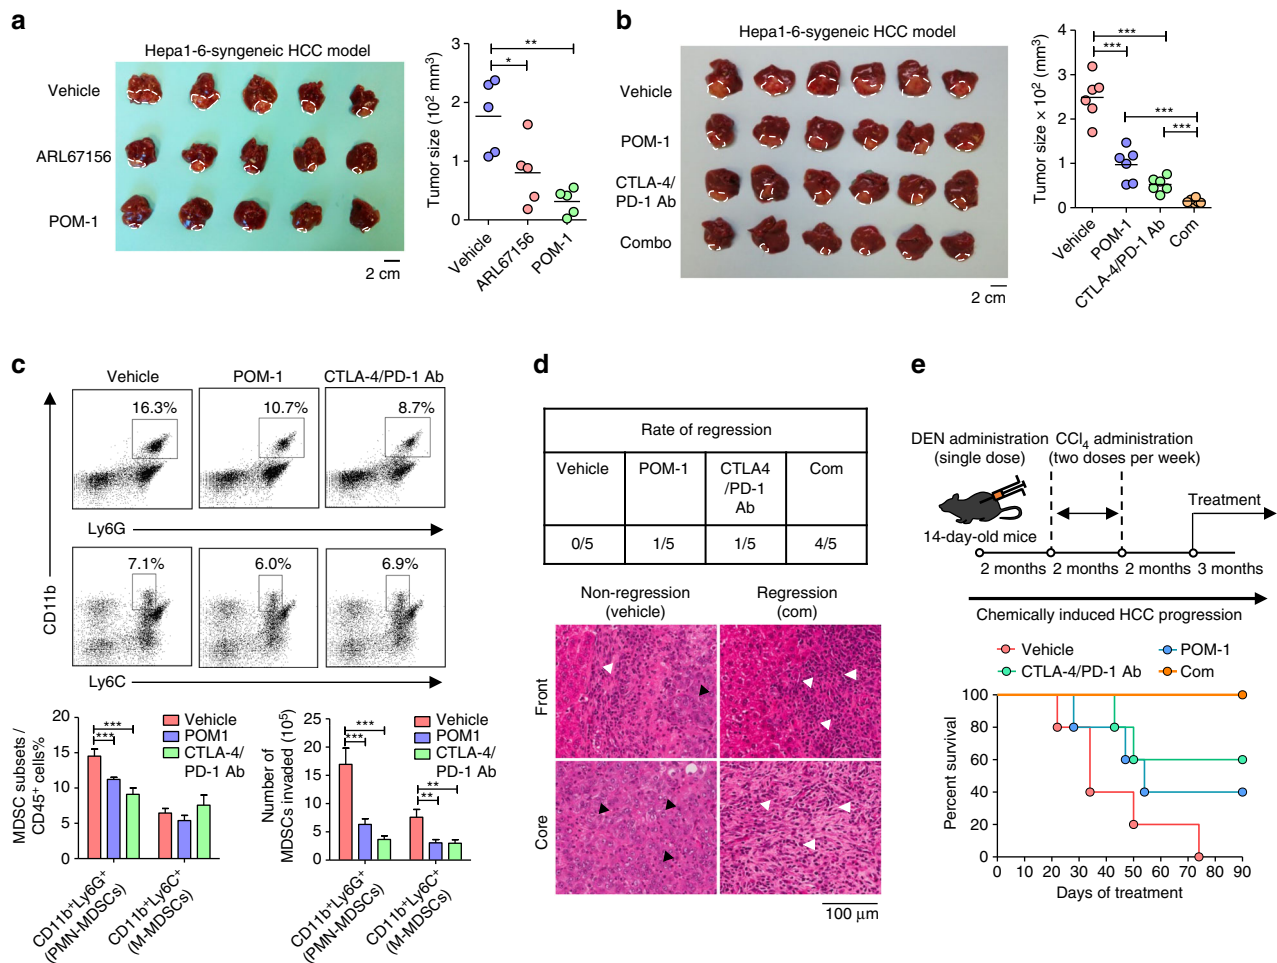 a
Hepa1-6-syngeneic HCC model
Vehicle
ARL67156
POM-1
2 cm
Tumor size (10² mm³)
3
2
1
0
**
*
Vehicle
ARL67156
POM-1
b
Hepa1-6-sygeneic HCC model
Vehicle
POM-1
CTLA-4/
PD-1 Ab
Combo
2 cm
Tumor size × 10² (mm³)
4
3
2
1
0
***
***
***
***
Vehicle
POM-1
CTLA-4/PD-1 Ab
Com
c
Vehicle
POM-1
CTLA-4/PD-1 Ab
16.3%
10.7%
8.7%
Ly6G
7.1%
6.0%
6.9%
CD11b
Ly6C
MDSC subsets /
CD45⁺ cells%
20
15
10
5
0
***
***
Vehicle
POM1
CTLA-4/
PD-1 Ab
CD11b⁺Ly6G⁺
(PMN-MDSCs)
CD11b⁺Ly6C⁺
(M-MDSCs)
Number of
MDSCs invaded (10⁵)
25
20
15
10
5
0
***
***
**
**
Vehicle
POM1
CTLA-4/
PD-1 Ab
CD11b⁺Ly6G⁺
(PMN-MDSCs)
CD11b⁺Ly6C⁺
(M-MDSCs)
d
Rate of regression
Vehicle
POM-1
CTLA4
/PD-1
Ab
Com
0/5
1/5
1/5
4/5
Non-regression
(vehicle)
Regression
(com)
Front
Core
100 μm
e
DEN administration
(single dose)
CCl₄ administration
(two doses per week)
Treatment
14-day-old mice
2 months 2 months 2 months 3 months
Chemically induced HCC progression
Vehicle
POM-1
CTLA-4/PD-1 Ab
Com
Percent survival
100
80
60
40
20
0
0 10 20 30 40 50 60 70 80 90
Days of treatment